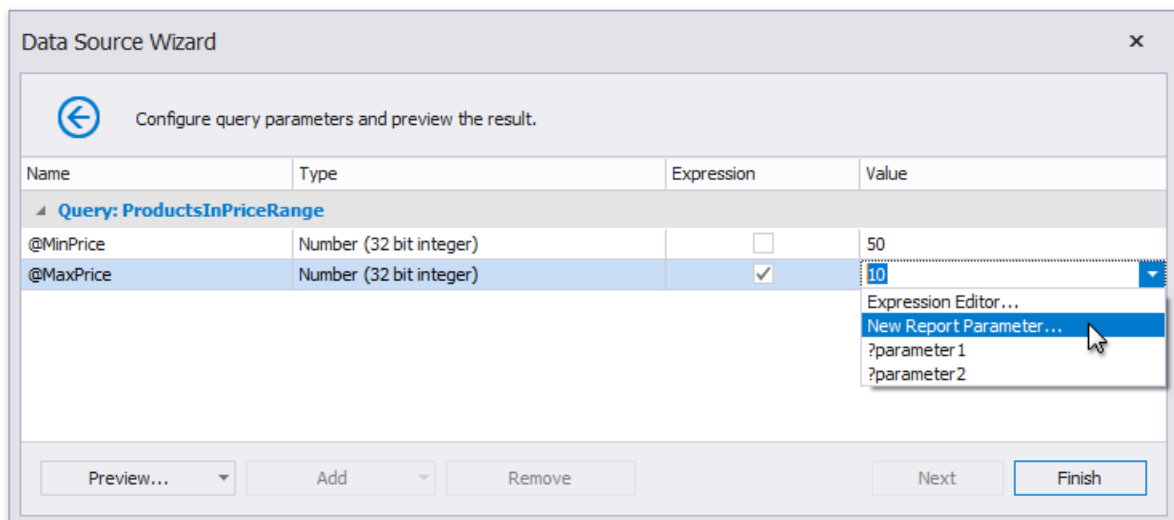 Data Source Wizard
Configure query parameters and preview the result.
Name Type Expression Value
Query: ProductsInPriceRange
@MinPrice Number (32 bit integer) 50
@MaxPrice Number (32 bit integer) 10
Expression Editor...
New Report Parameter...
?parameter1
?parameter2
Preview... Add Remove Next Finish